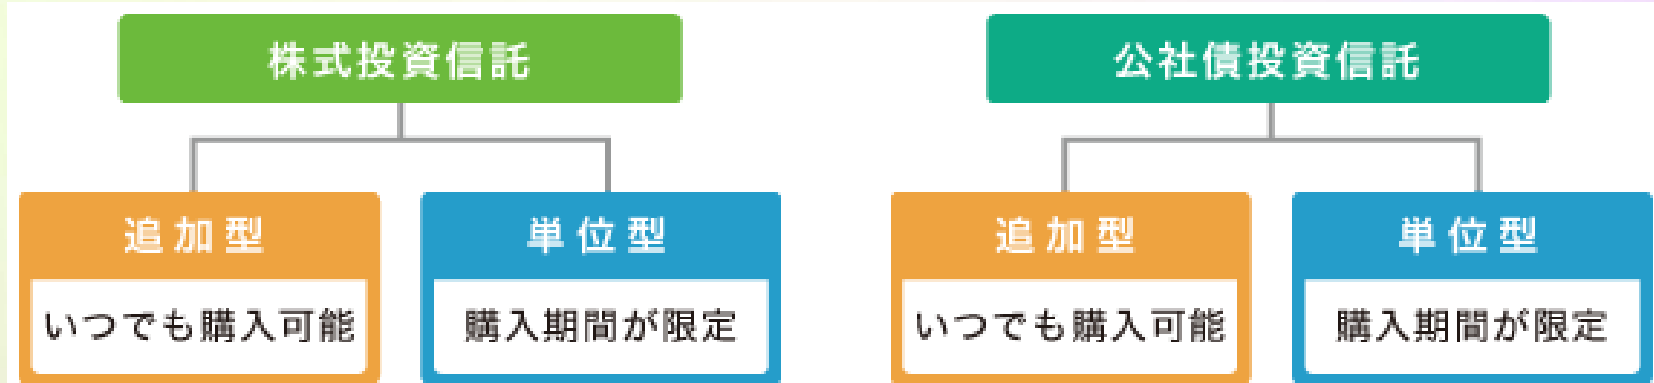 株式投資信託
公社債投資信託
追加型
単位型
追加型
単位型
いつでも購入可能
購入期間が限定
いつでも購入可能
購入期間が限定